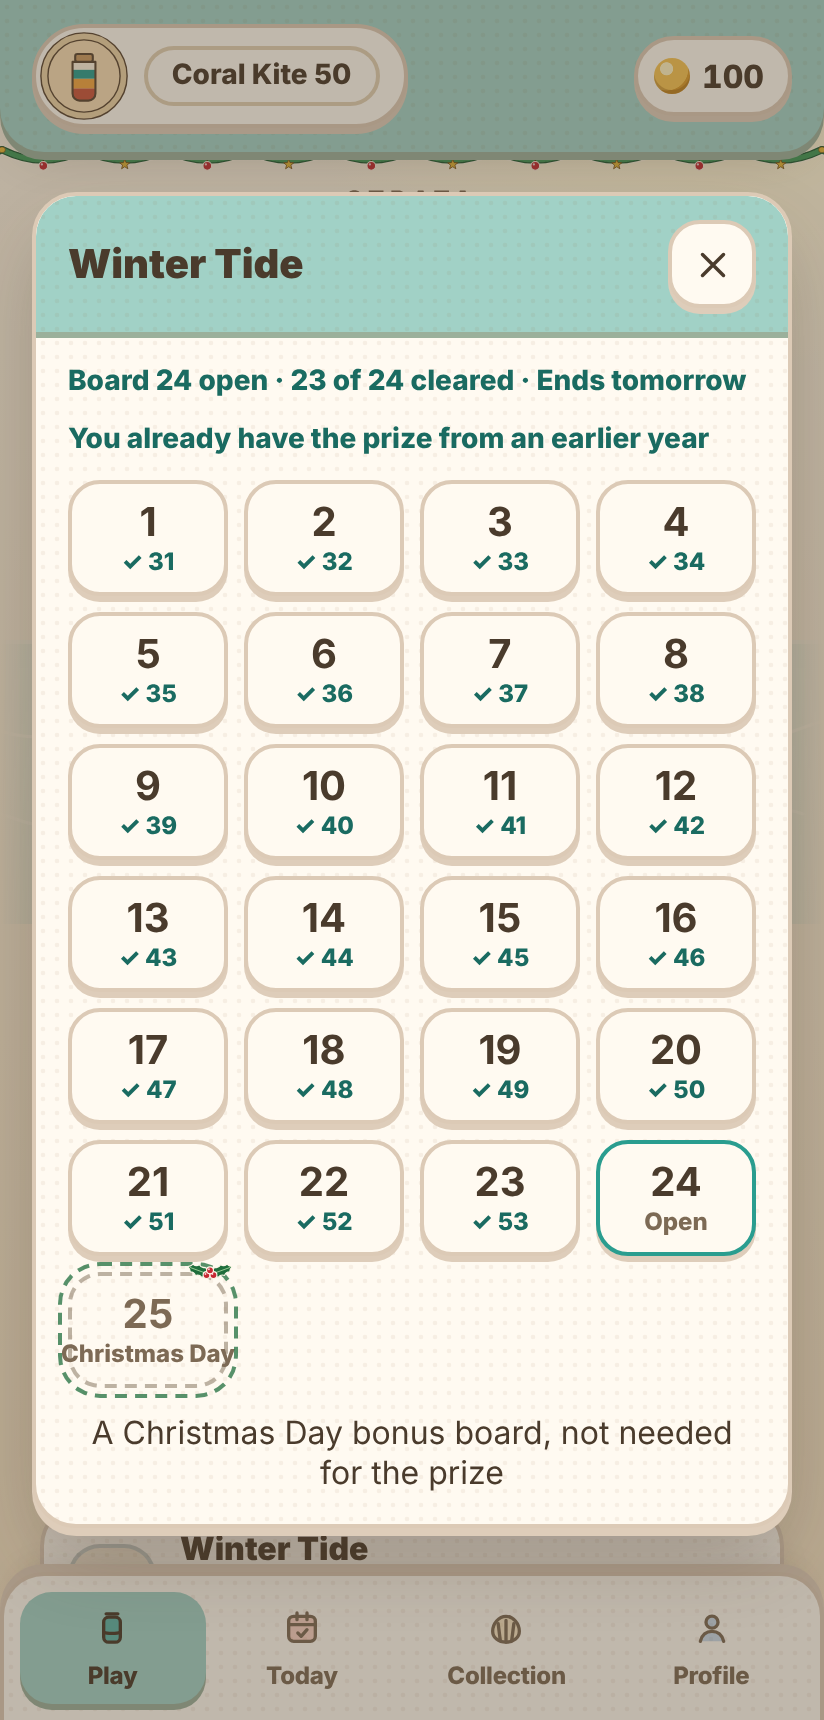 Coral Kite 50
100
Winter Tide
Board 24 open · 23 of 24 cleared · Ends tomorrow
You already have the prize from an earlier year
1 2 3 4
✓ 31 ✓ 32 ✓ 33 ✓ 34
5 6 7 8
✓ 35 ✓ 36 ✓ 37 ✓ 38
9 10 11 12
✓ 39 ✓ 40 ✓ 41 ✓ 42
13 14 15 16
✓ 43 ✓ 44 ✓ 45 ✓ 46
17 18 19 20
✓ 47 ✓ 48 ✓ 49 ✓ 50
21 22 23 24
✓ 51 ✓ 52 ✓ 53 Open
25
Christmas Day
A Christmas Day bonus board, not needed
for the prize
Winter Tide
Play Today Collection Profile